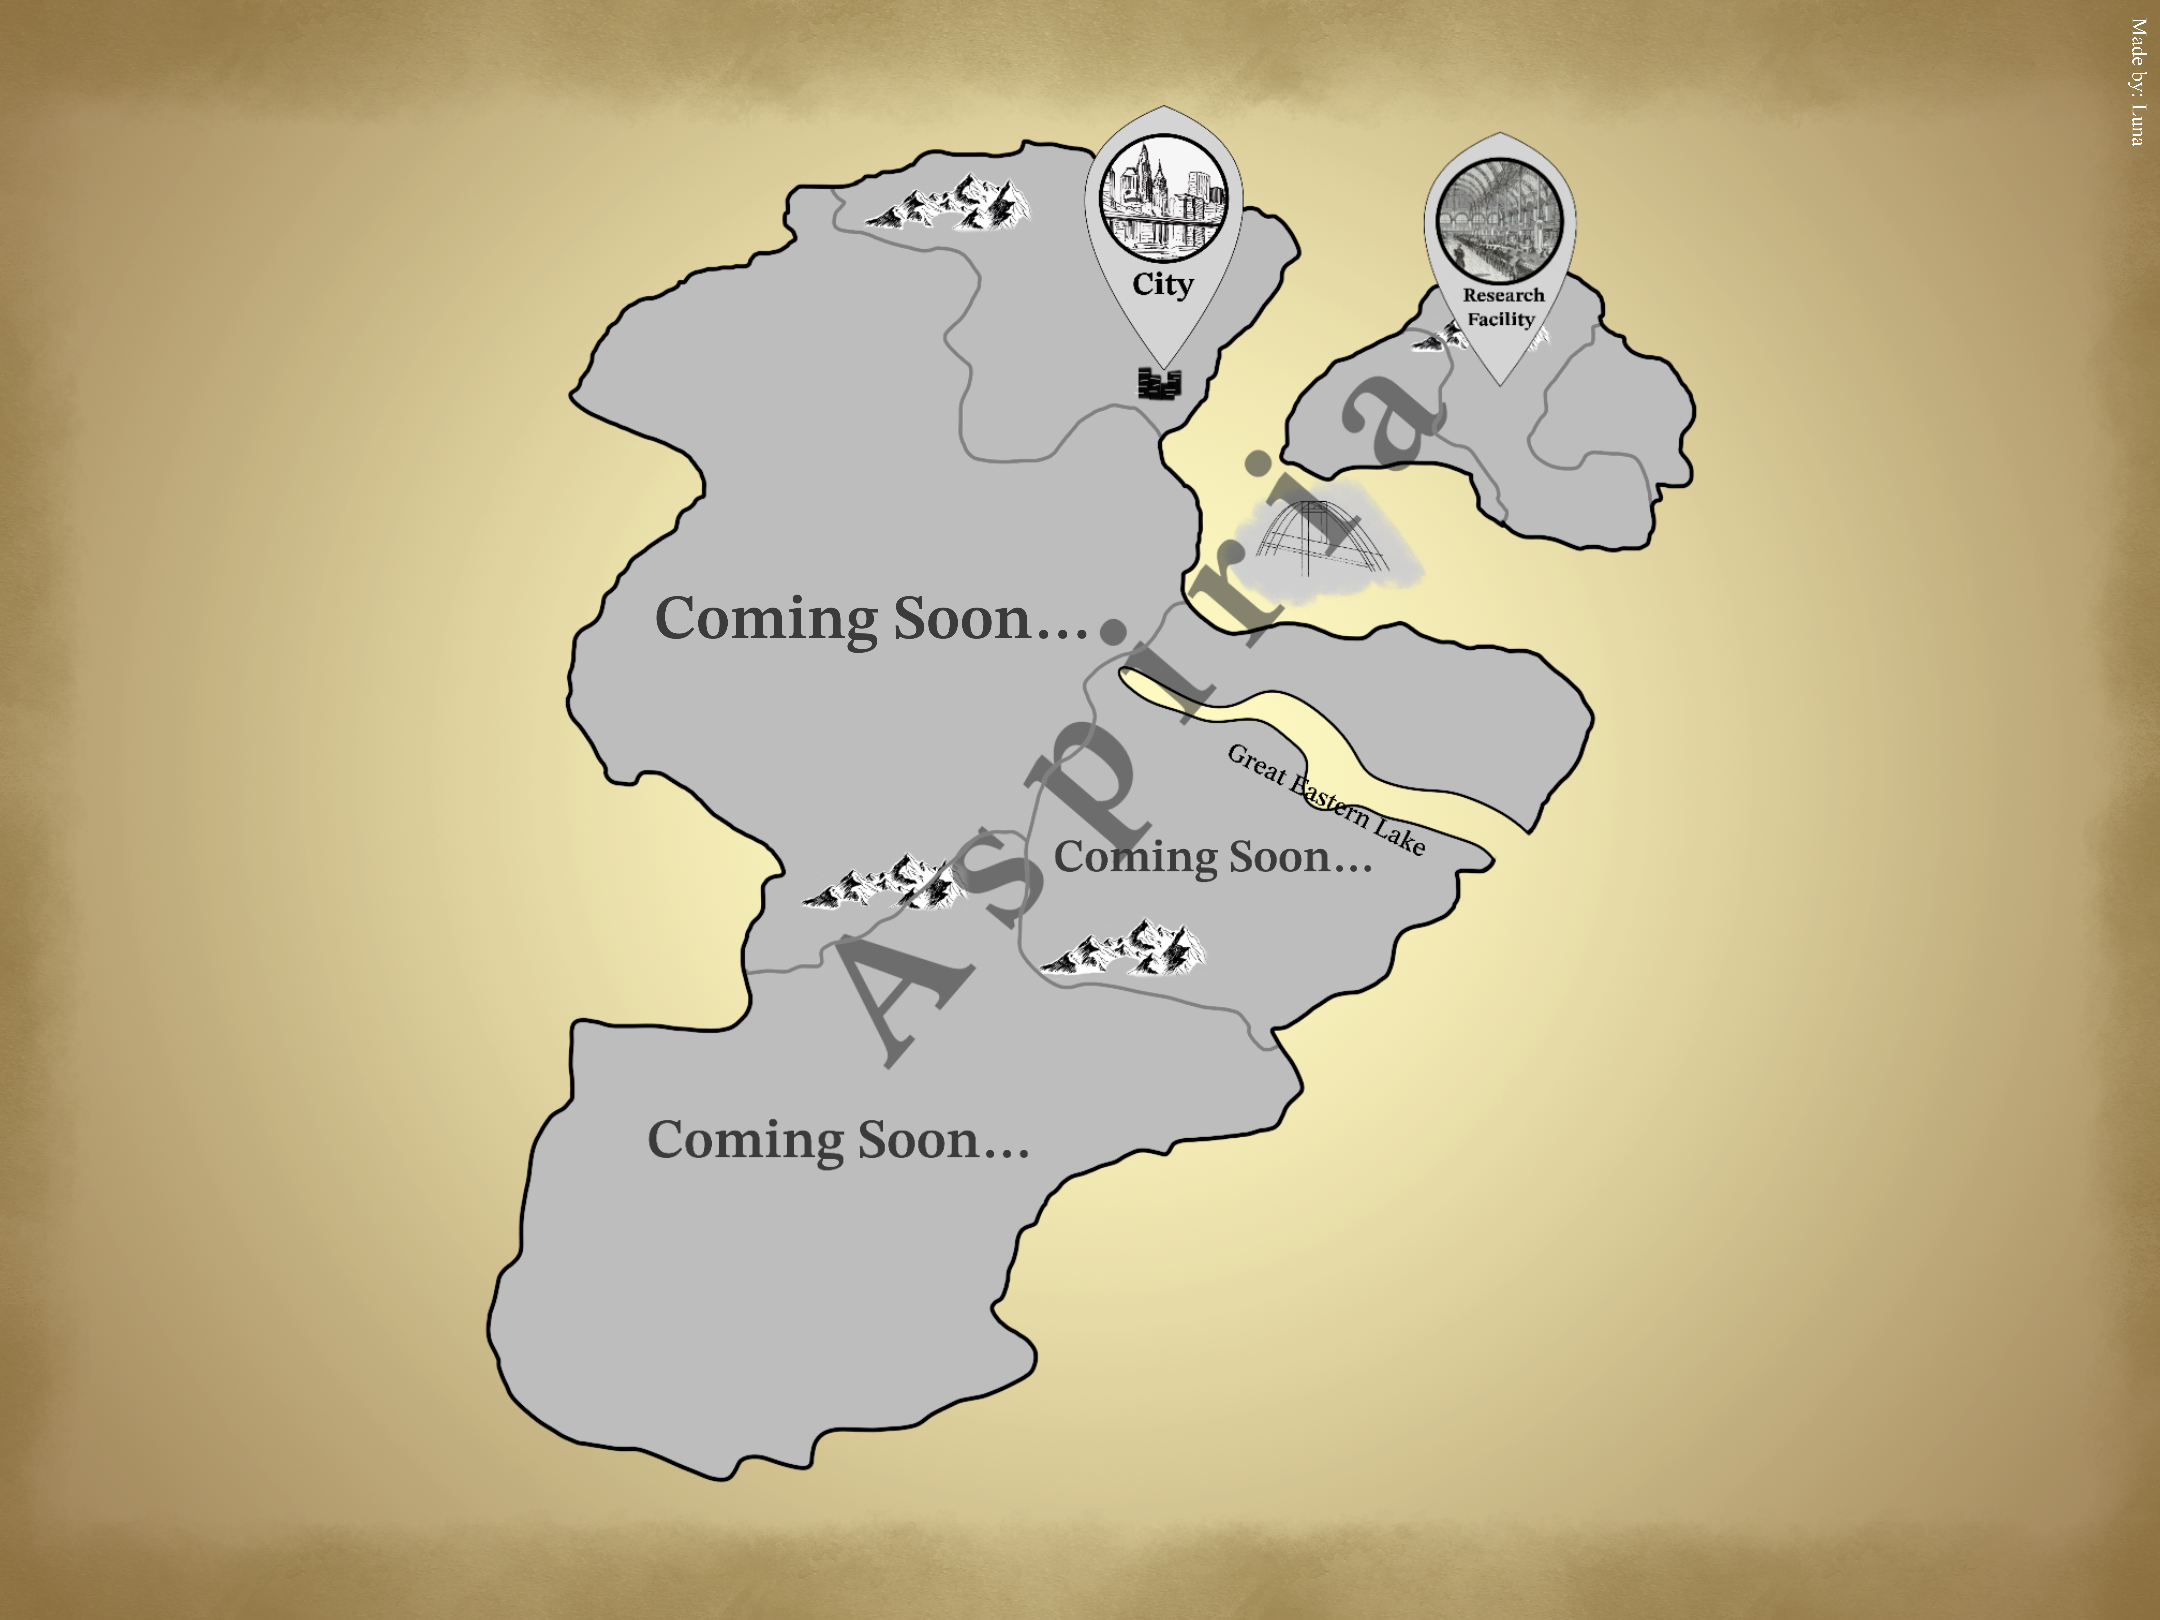 Made by: Luna
City
Research
Facility
Aspiria
Coming Soon...
Great Eastern Lake
Coming Soon...
Coming Soon...